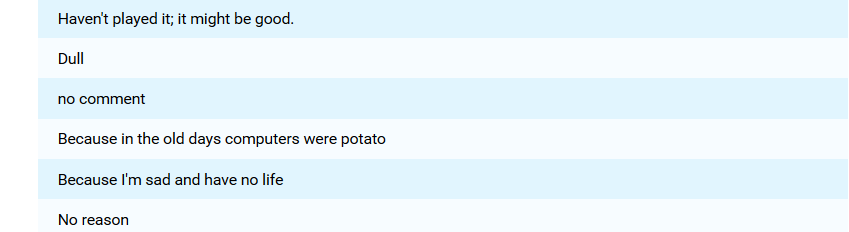 Haven't played it; it might be good.
Dull
no comment
Because in the old days computers were potato
Because I'm sad and have no life
No reason